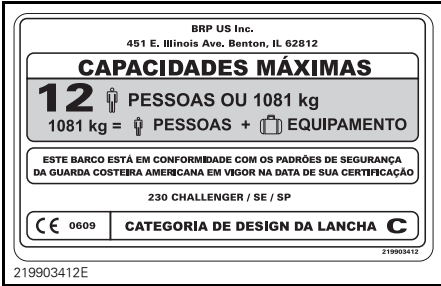 BRP US Inc.
451 E. Illinois Ave. Benton, IL 62812
CAPACIDADES MÁXIMAS
12 PESSOAS OU 1081 kg
1081 kg = PESSOAS + EQUIPAMENTO
ESTE BARCO ESTÁ EM CONFORMIDADE COM OS PADRÕES DE SEGURANÇA
DA GUARDA COSTEIRA AMERICANA EM VIGOR NA DATA DE SUA CERTIFICAÇÃO
230 CHALLENGER / SE / SP
CE 0609 CATEGORIA DE DESIGN DA LANCHA C
219903412
219903412E